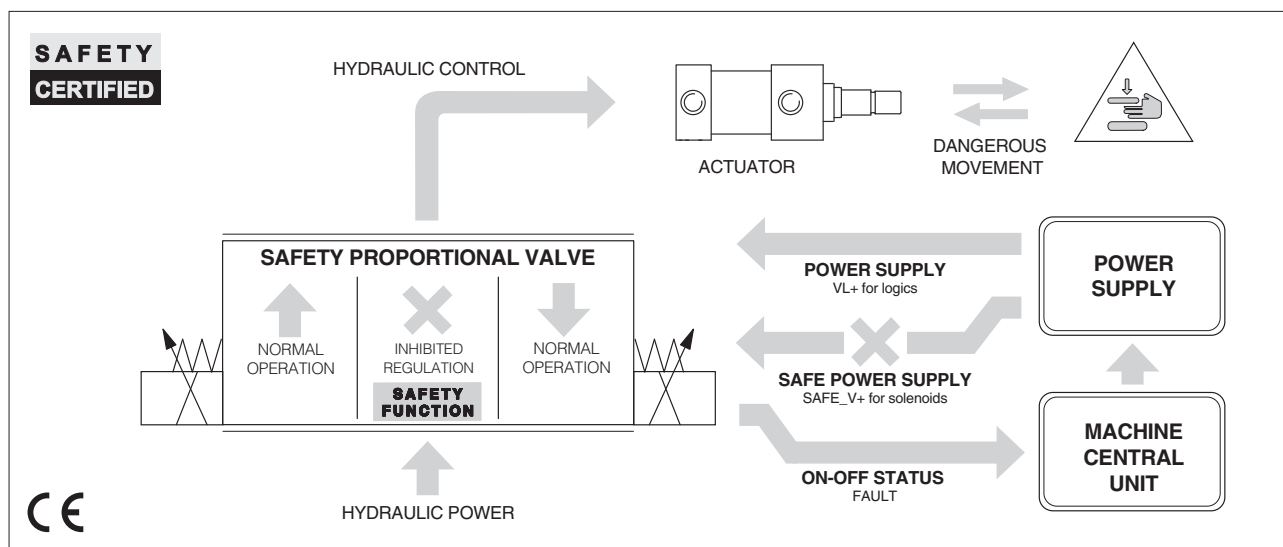 SAFETY
CERTIFIED
HYDRAULIC CONTROL
ACTUATOR
DANGEROUS
MOVEMENT
SAFETY PROPORTIONAL VALVE
NORMAL
OPERATION
INHIBITED
REGULATION
SAFETY
FUNCTION
NORMAL
OPERATION
POWER SUPPLY
VL+ for logics
POWER
SUPPLY
SAFE POWER SUPPLY
SAFE_V+ for solenoids
ON-OFF STATUS
FAULT
MACHINE
CENTRAL
UNIT
HYDRAULIC POWER
CE